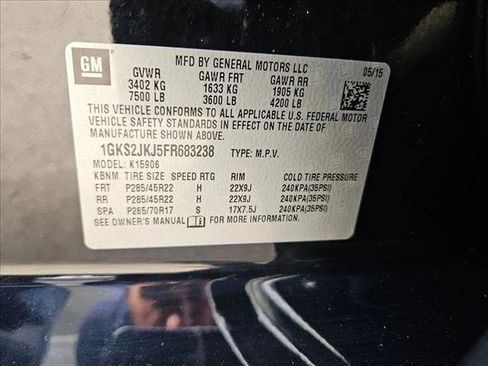 GM
MFD BY GENERAL MOTORS LLC
05/15
GVWR GAWR FRT GAWR RR
3402 KG 1633 KG 1905 KG
7500 LB 3600 LB 4200 LB
THIS VEHICLE CONFORMS TO ALL APPLICABLE U.S. FEDERAL MOTOR
VEHICLE SAFETY STANDARDS IN EFFECT ON THE DATE OF
MANUFACTURE SHOWN ABOVE.
1GKS2JKJ5FR683238 TYPE: M.P.V.
MODEL: K15906
KBNM TIRE SIZE SPEED RTG RIM COLD TIRE PRESSURE
FRT P285/45R22 H 22X9J 240KPA(35PSI)
RR P285/45R22 H 22X9J 240KPA(35PSI)
SPA P265/70R17 S 17X7.5J 240KPA(35PSI)
SEE OWNER'S MANUAL FOR MORE INFORMATION.